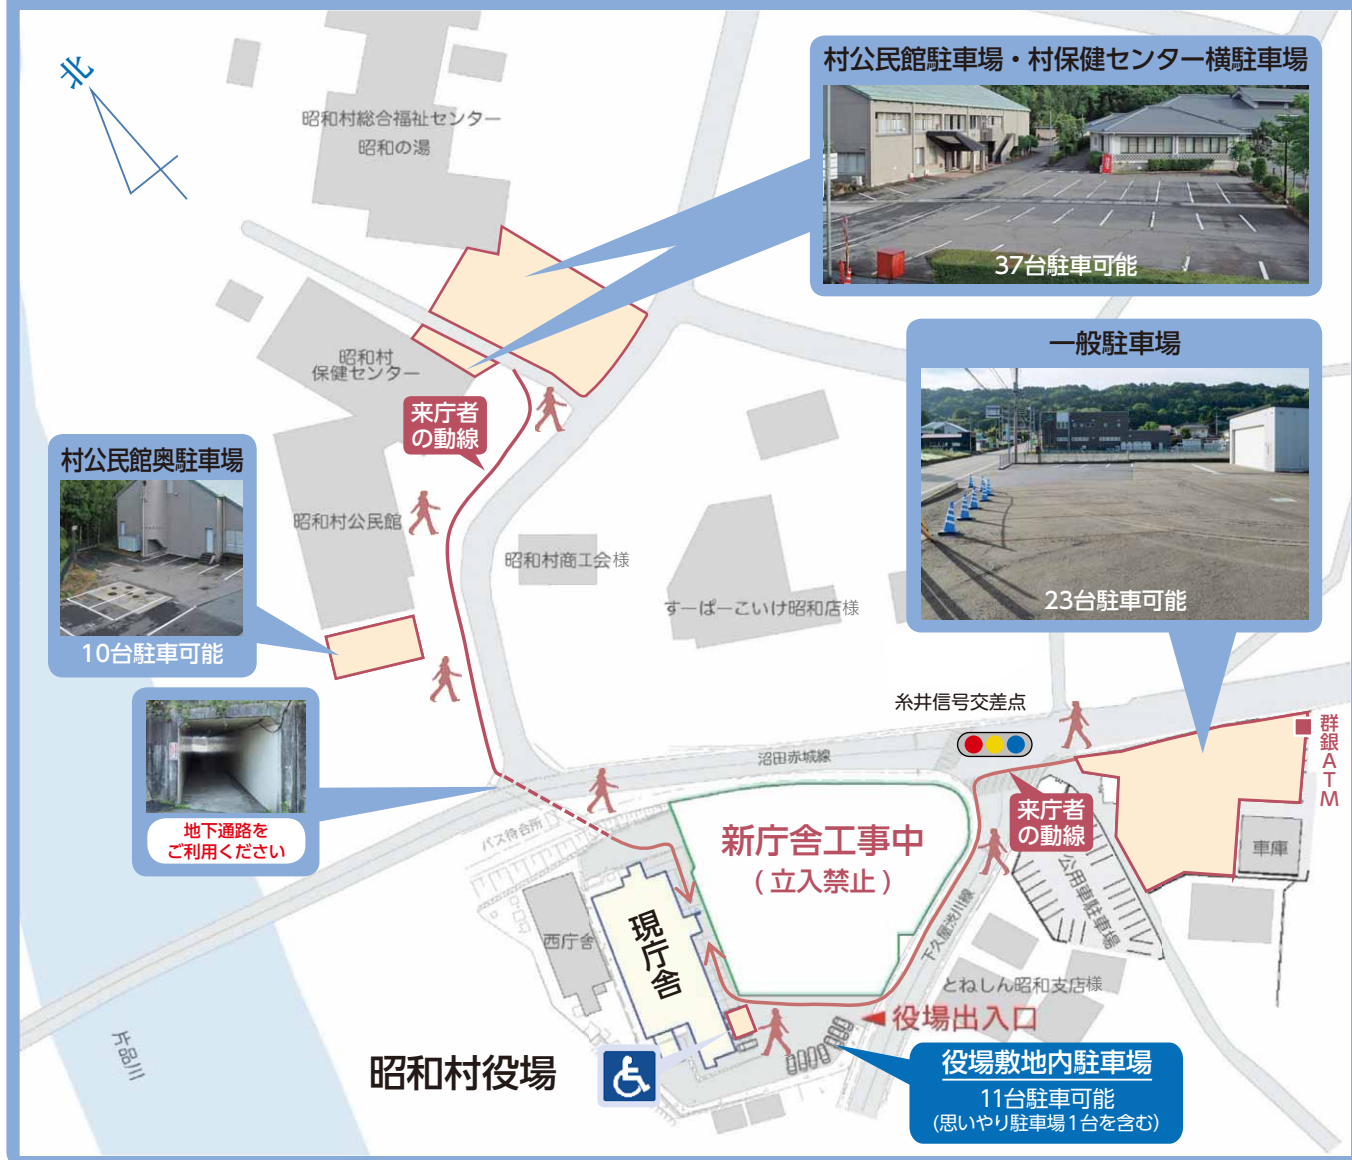 北
村公民館駐車場・村保健センター横駐車場
37台駐車可能
昭和村総合福祉センター
昭和の湯
一般駐車場
23台駐車可能
昭和村
保健センター
来庁者
の動線
村公民館奥駐車場
10台駐車可能
昭和村公民館
昭和村商工会様
すーぱーこいけ昭和店様
糸井信号交差点
群銀ATM
沼田赤城線
地下通路を
ご利用ください
バス待合所
新庁舎工事中
(立入禁止)
来庁者
の動線
車庫
公用車駐車場
下久屋渋川線
西庁舎
現庁舎
とねしん昭和支店様
役場出入口
片品川
昭和村役場
役場敷地内駐車場
11台駐車可能
(思いやり駐車場1台を含む)